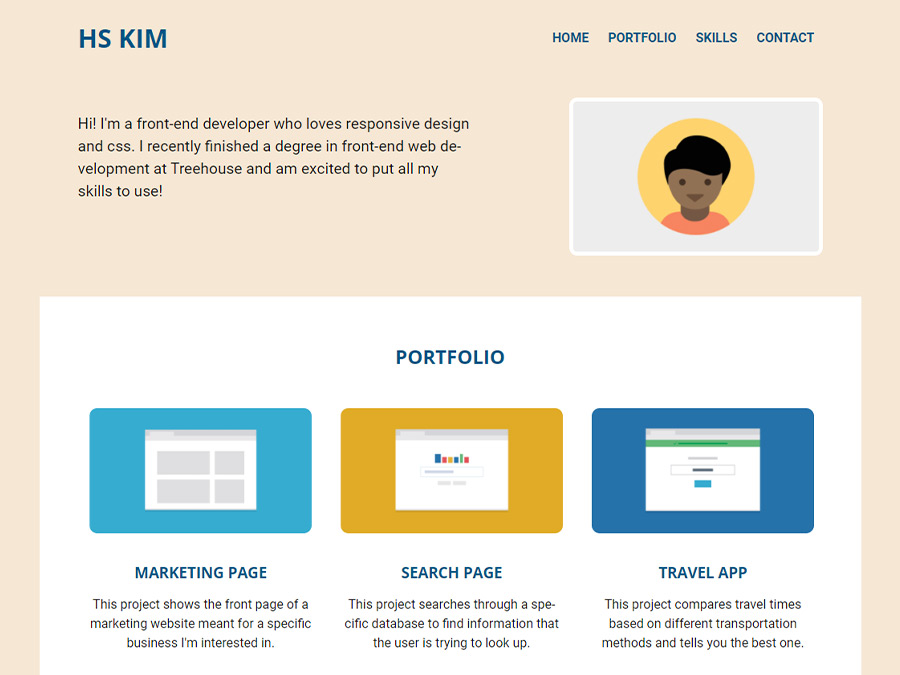 HS KIM
HOME PORTFOLIO SKILLS CONTACT
Hi! I'm a front-end developer who loves responsive design
and css. I recently finished a degree in front-end web de-
velopment at Treehouse and am excited to put all my
skills to use!
PORTFOLIO
MARKETING PAGE
This project shows the front page of a
marketing website meant for a specific
business I'm interested in.
SEARCH PAGE
This project searches through a spe-
cific database to find information that
the user is trying to look up.
TRAVEL APP
This project compares travel times
based on different transportation
methods and tells you the best one.